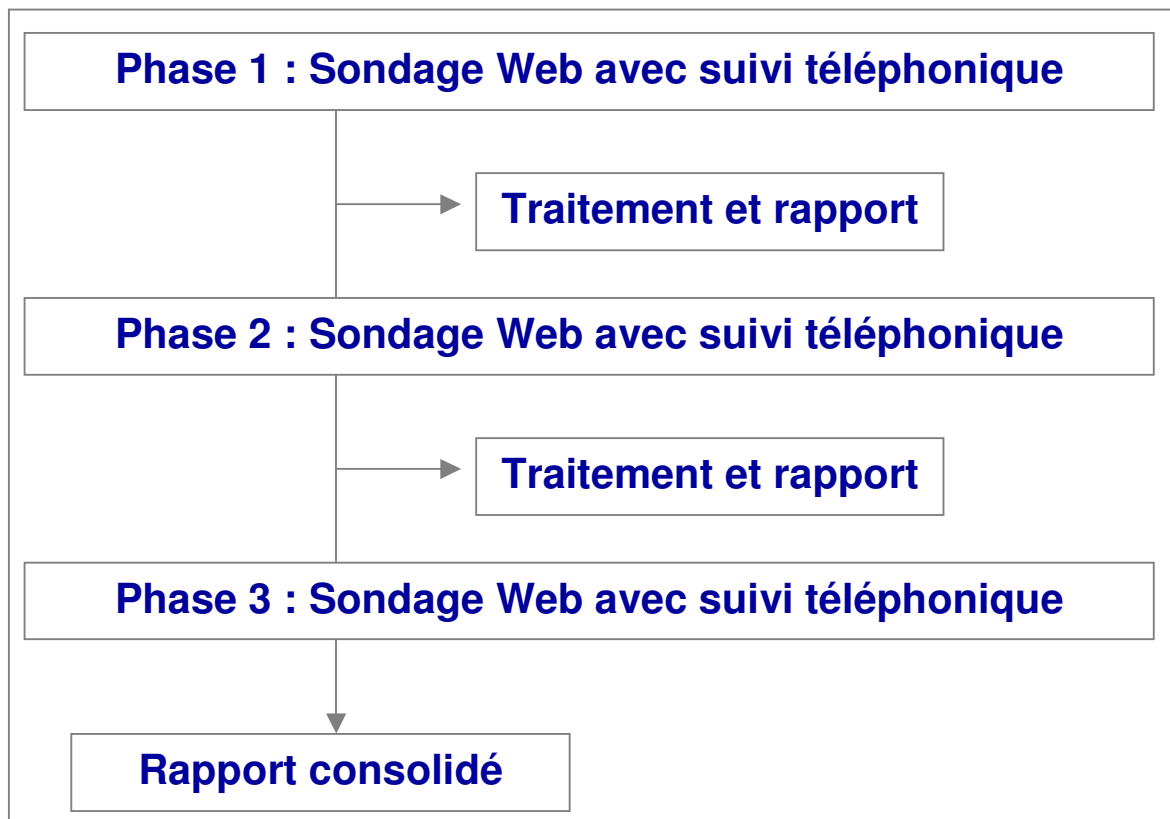 Phase 1 : Sondage Web avec suivi téléphonique
Traitement et rapport
Phase 2 : Sondage Web avec suivi téléphonique
Traitement et rapport
Phase 3 : Sondage Web avec suivi téléphonique
Rapport consolidé